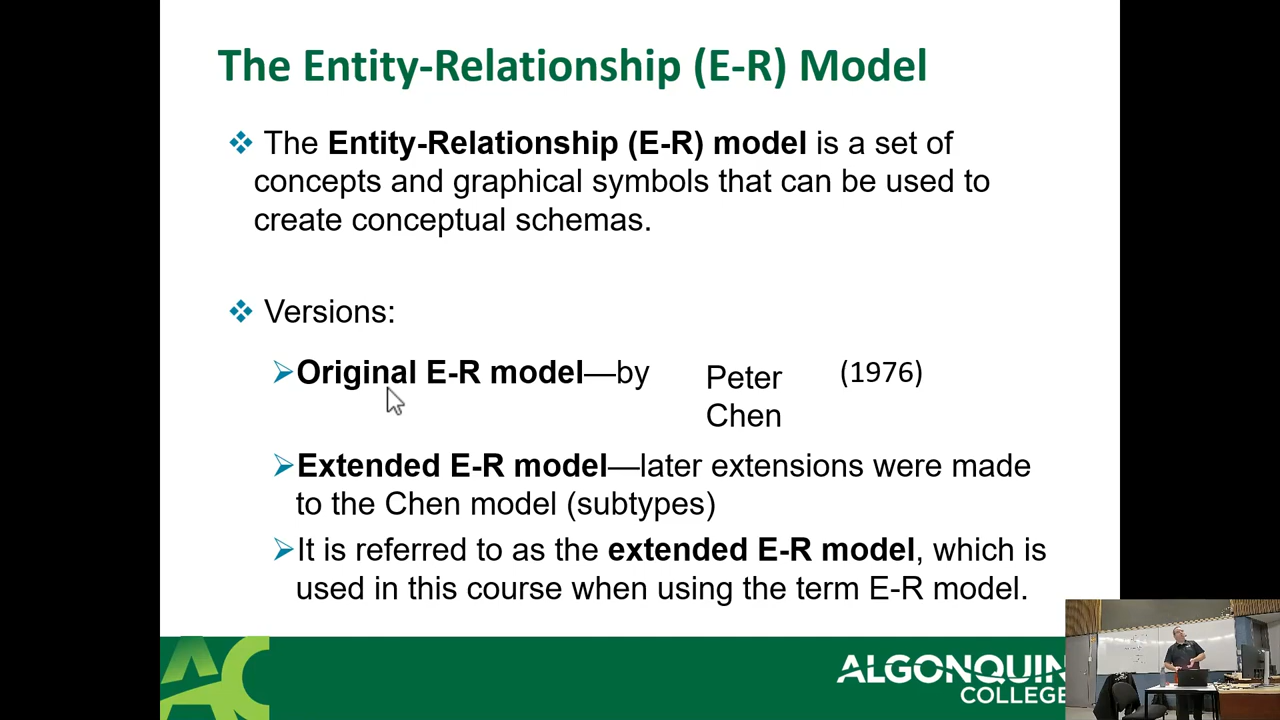 The Entity-Relationship (E-R) Model
❖ The Entity-Relationship (E-R) model is a set of
concepts and graphical symbols that can be used to
create conceptual schemas.
❖ Versions:
➢Original E-R model—by Peter (1976)
Chen
➢Extended E-R model—later extensions were made
to the Chen model (subtypes)
➢It is referred to as the extended E-R model, which is
used in this course when using the term E-R model.
AC
ALGONQUIN
COLLEGE